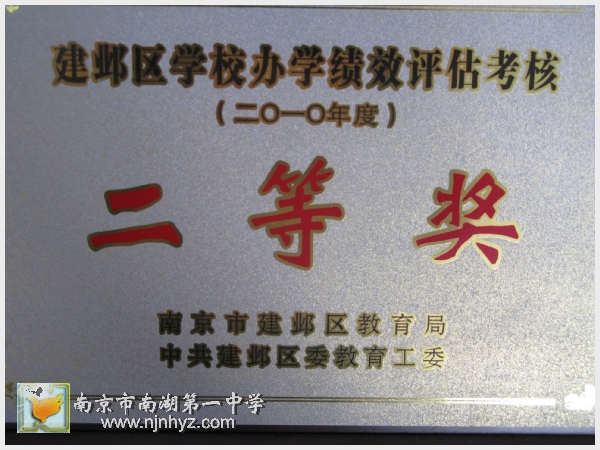 建邺区学校办学绩效评估考核
（二〇一〇年度）
二等奖
南京市建邺区教育局
中共建邺区委教育工委
南京市南湖第一中学
www.njnhyz.com